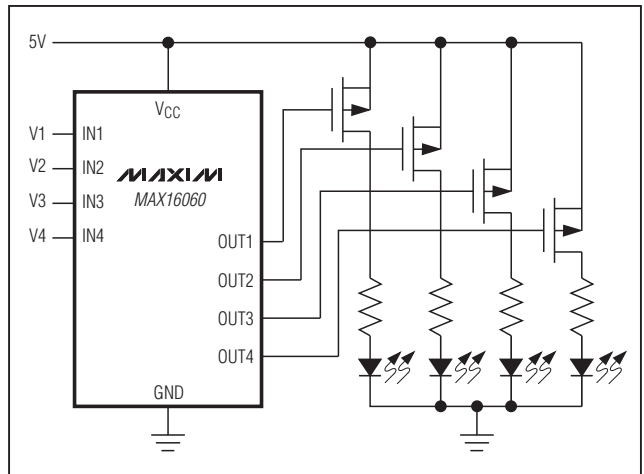 5V
VCC
V1 IN1
V2 IN2
V3 IN3
V4 IN4
MAXIM
MAX16060
OUT1
OUT2
OUT3
OUT4
GND